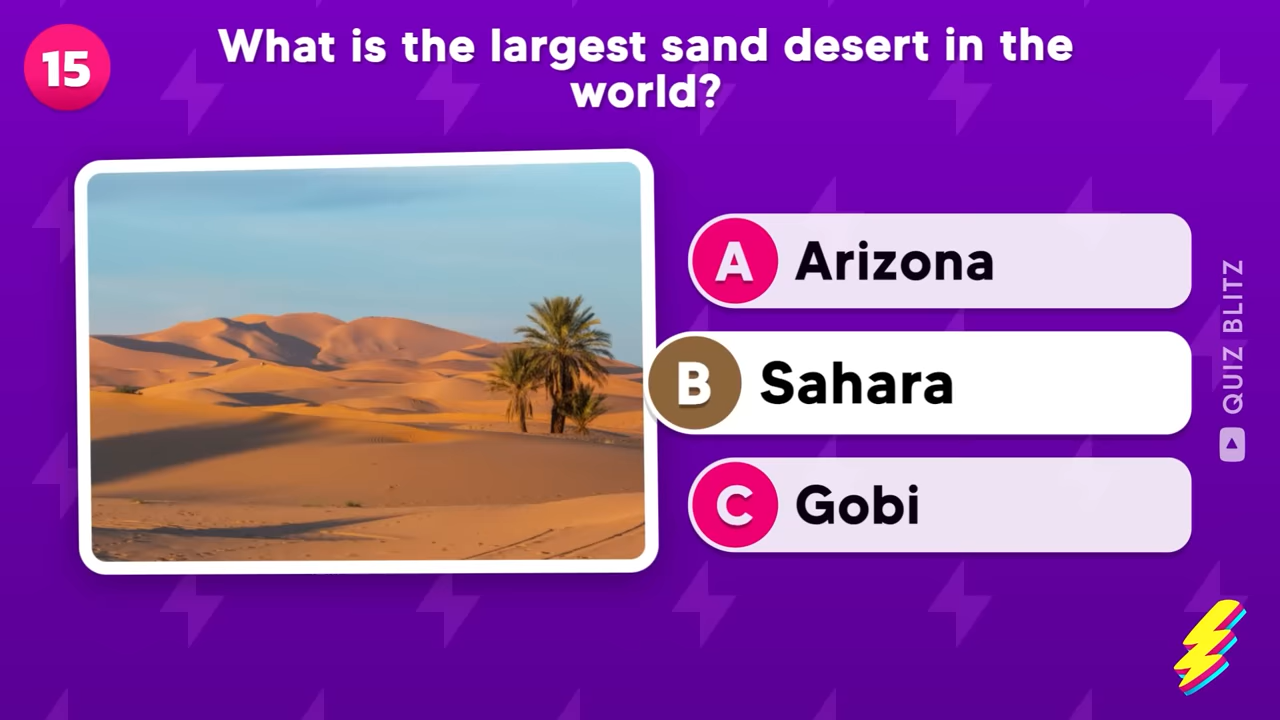 15
What is the largest sand desert in the
world?
A Arizona
B Sahara
C Gobi
QUIZ BLITZ